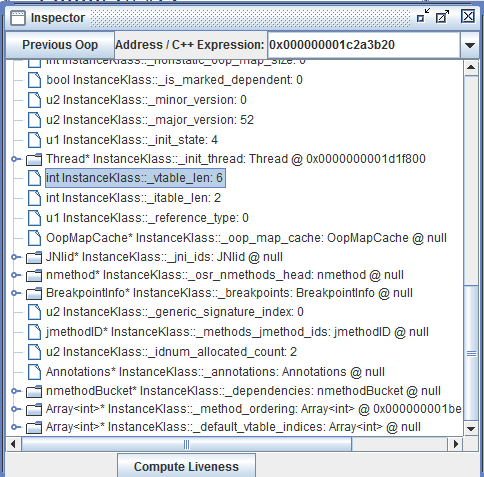 Inspector
Previous Oop Address / C++ Expression: 0x000000001c2a3b20
int InstanceKlass::_nonstatic_oop_map_size: 0
bool InstanceKlass::_is_marked_dependent: 0
u2 InstanceKlass::_minor_version: 0
u2 InstanceKlass::_major_version: 52
u1 InstanceKlass::_init_state: 4
Thread* InstanceKlass::_init_thread: Thread @ 0x0000000001d1f800
int InstanceKlass::_vtable_len: 6
int InstanceKlass::_itable_len: 2
u1 InstanceKlass::_reference_type: 0
OopMapCache* InstanceKlass::_oop_map_cache: OopMapCache @ null
JNIid* InstanceKlass::_jni_ids: JNIid @ null
nmethod* InstanceKlass::_osr_nmethods_head: nmethod @ null
BreakpointInfo* InstanceKlass::_breakpoints: BreakpointInfo @ null
u2 InstanceKlass::_generic_signature_index: 0
jmethodID* InstanceKlass::_methods_jmethod_ids: jmethodID @ null
u2 InstanceKlass::_idnum_allocated_count: 2
Annotations* InstanceKlass::_annotations: Annotations @ null
nmethodBucket* InstanceKlass::_dependencies: nmethodBucket @ null
Array<int>* InstanceKlass::_method_ordering: Array<int> @ 0x000000001be
Array<int>* InstanceKlass::_default_vtable_indices: Array<int> @ null
Compute Liveness